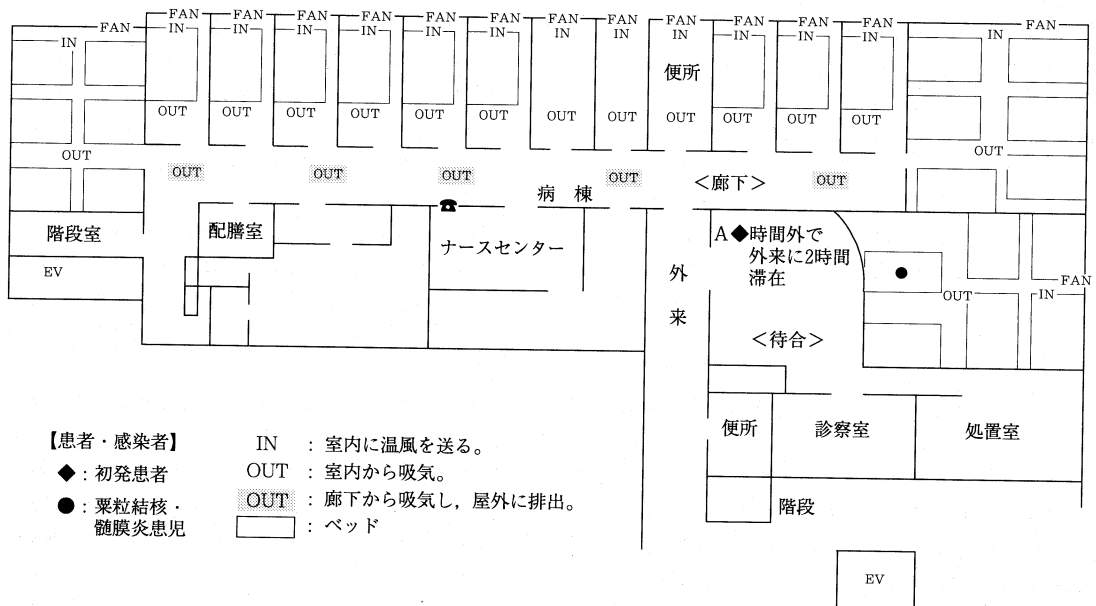 FAN FAN FAN FAN FAN FAN FAN FAN FAN FAN FAN FAN FAN FAN
IN IN IN IN IN IN IN IN IN IN IN IN IN IN
便所
OUT OUT OUT OUT OUT OUT OUT OUT OUT OUT OUT OUT
OUT OUT
OUT OUT OUT OUT OUT
病棟 <廊下>
階段室
配膳室
ナースセンター
EV
外来
A◆時間外で
外来に2時間
滞在
●
FAN
OUT IN
<待合>
便所 診察室 処置室
階段
EV
【患者・感染者】
◆:初発患者
●:粟粒結核・
髄膜炎患児
IN :室内に温風を送る。
OUT :室内から吸気。
OUT :廊下から吸気し,屋外に排出。
:ベッド